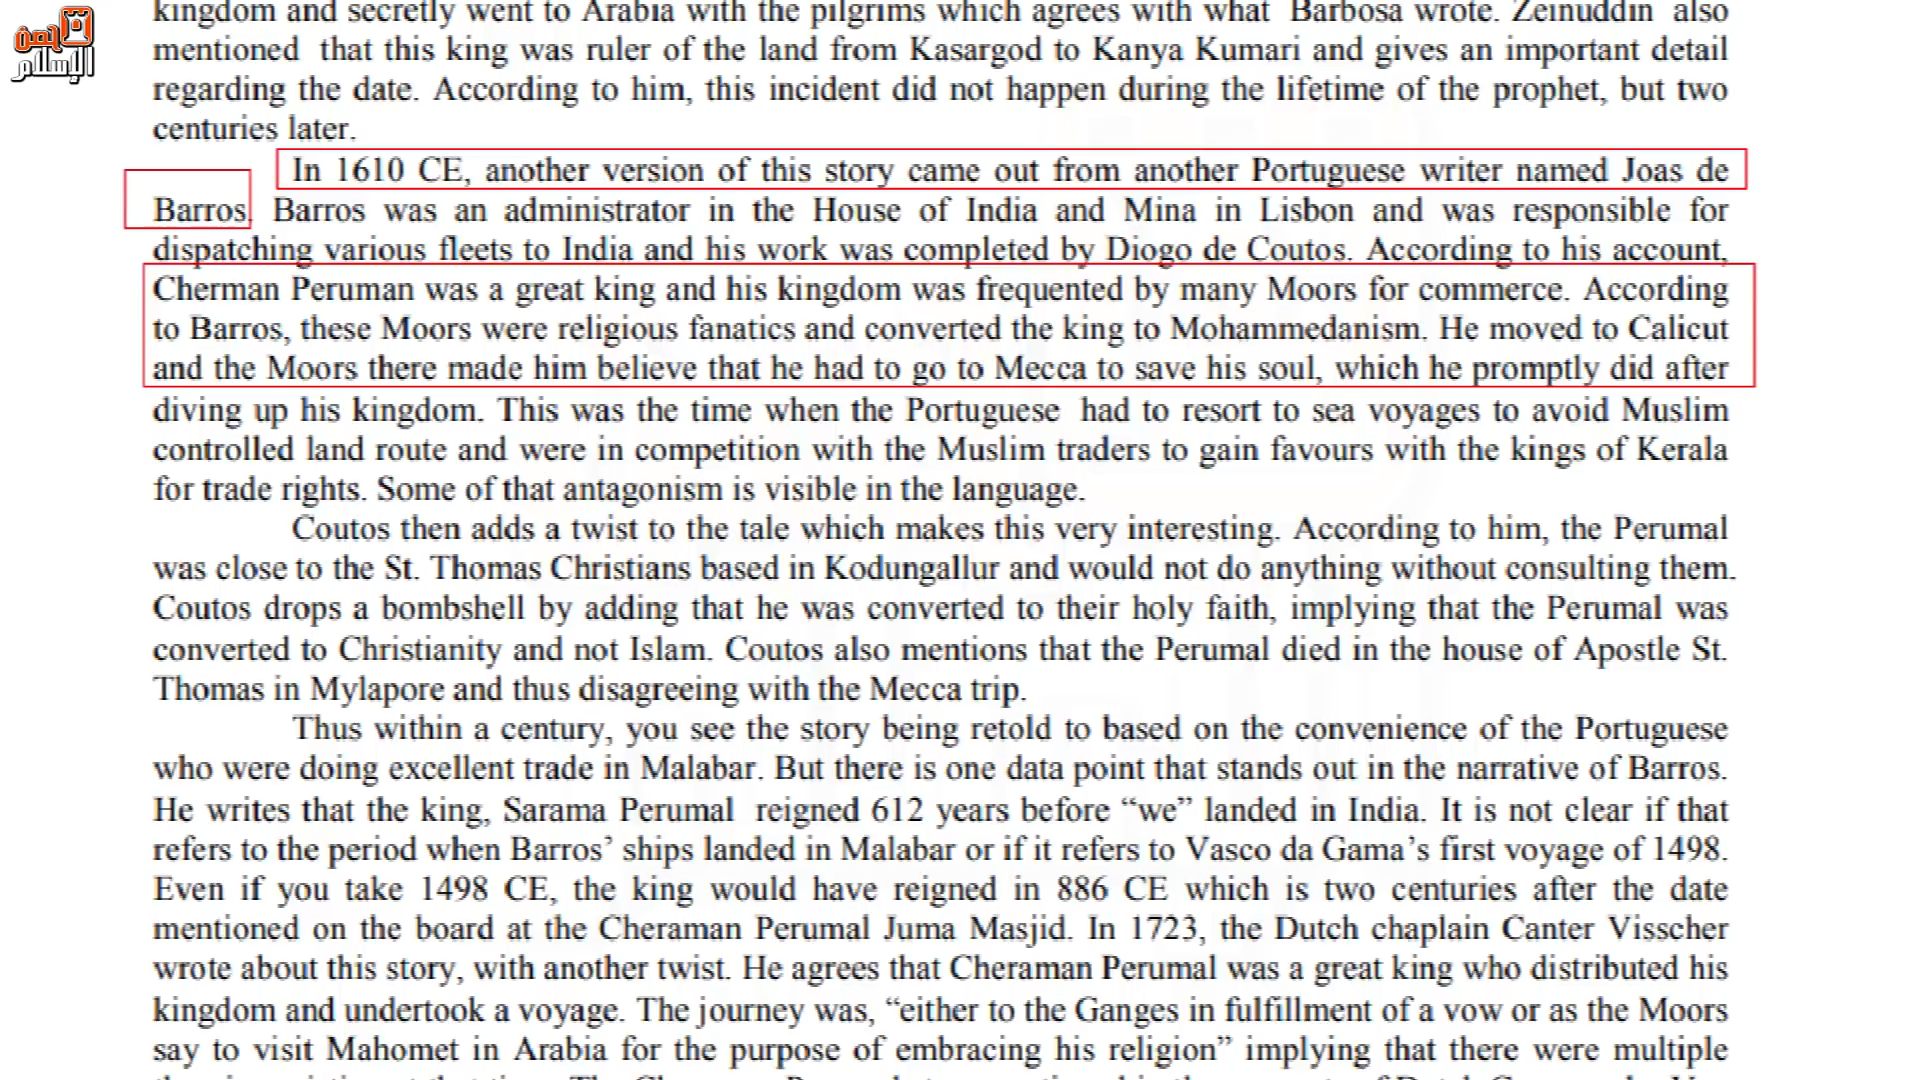 حصن
الإسلام
kingdom and secretly went to Arabia with the pilgrims which agrees with what Barbosa wrote. Zeinuddin also
mentioned that this king was ruler of the land from Kasargod to Kanya Kumari and gives an important detail
regarding the date. According to him, this incident did not happen during the lifetime of the prophet, but two
centuries later.
In 1610 CE, another version of this story came out from another Portuguese writer named Joas de
Barros. Barros was an administrator in the House of India and Mina in Lisbon and was responsible for
dispatching various fleets to India and his work was completed by Diogo de Coutos. According to his account,
Cherman Peruman was a great king and his kingdom was frequented by many Moors for commerce. According
to Barros, these Moors were religious fanatics and converted the king to Mohammedanism. He moved to Calicut
and the Moors there made him believe that he had to go to Mecca to save his soul, which he promptly did after
diving up his kingdom. This was the time when the Portuguese had to resort to sea voyages to avoid Muslim
controlled land route and were in competition with the Muslim traders to gain favours with the kings of Kerala
for trade rights. Some of that antagonism is visible in the language.
Coutos then adds a twist to the tale which makes this very interesting. According to him, the Perumal
was close to the St. Thomas Christians based in Kodungallur and would not do anything without consulting them.
Coutos drops a bombshell by adding that he was converted to their holy faith, implying that the Perumal was
converted to Christianity and not Islam. Coutos also mentions that the Perumal died in the house of Apostle St.
Thomas in Mylapore and thus disagreeing with the Mecca trip.
Thus within a century, you see the story being retold to based on the convenience of the Portuguese
who were doing excellent trade in Malabar. But there is one data point that stands out in the narrative of Barros.
He writes that the king, Sarama Perumal reigned 612 years before “we” landed in India. It is not clear if that
refers to the period when Barros’ ships landed in Malabar or if it refers to Vasco da Gama’s first voyage of 1498.
Even if you take 1498 CE, the king would have reigned in 886 CE which is two centuries after the date
mentioned on the board at the Cheraman Perumal Juma Masjid. In 1723, the Dutch chaplain Canter Visscher
wrote about this story, with another twist. He agrees that Cheraman Perumal was a great king who distributed his
kingdom and undertook a voyage. The journey was, “either to the Ganges in fulfillment of a vow or as the Moors
say to visit Mahomet in Arabia for the purpose of embracing his religion” implying that there were multiple